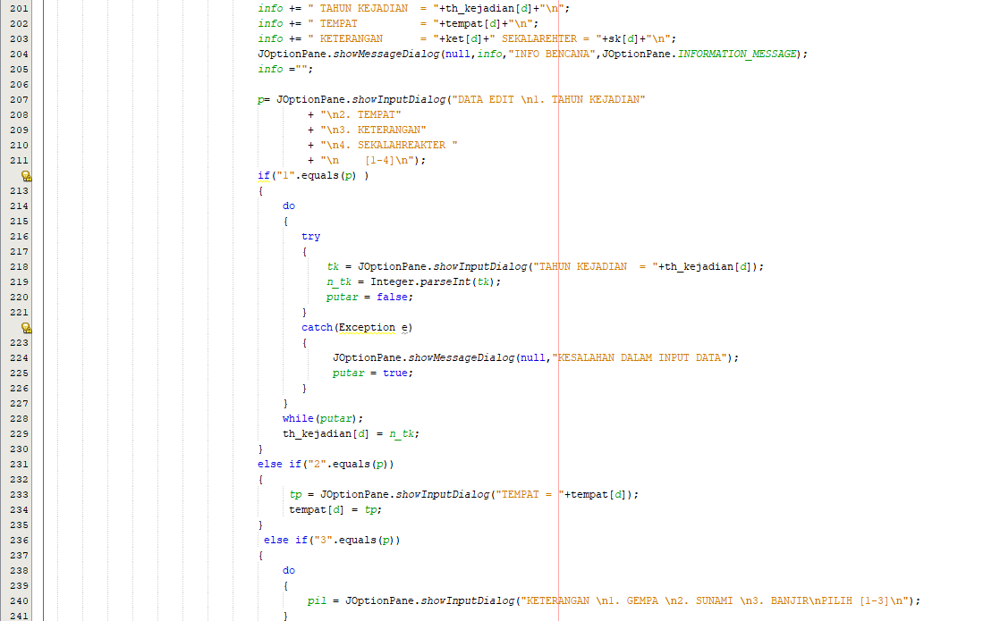 201 info += " TAHUN KEJADIAN  = "+th_kejadian[d]+"\n";
202 info += " TEMPAT          = "+tempat[d]+"\n";
203 info += " KETERANGAN      = "+ket[d]+" SEKALAREHTER = "+sk[d]+"\n";
204 JOptionPane.showMessageDialog(null,info,"INFO BENCANA",JOptionPane.INFORMATION_MESSAGE);
205 info ="";
206
207 p= JOptionPane.showInputDialog("DATA EDIT \n1. TAHUN KEJADIAN"
208 + "\n2. TEMPAT"
209 + "\n3. KETERANGAN"
210 + "\n4. SEKALAHREAKTER "
211 + "\n    [1-4]\n");
if("1".equals(p) )
213 {
214 do
215 {
216 try
217 {
218 tk = JOptionPane.showInputDialog("TAHUN KEJADIAN  = "+th_kejadian[d]);
219 n_tk = Integer.parseInt(tk);
220 putar = false;
221 }
catch(Exception e)
223 {
224 JOptionPane.showMessageDialog(null,"KESALAHAN DALAM INPUT DATA");
225 putar = true;
226 }
227 }
228 while(putar);
229 th_kejadian[d] = n_tk;
230 }
231 else if("2".equals(p))
232 {
233 tp = JOptionPane.showInputDialog("TEMPAT = "+tempat[d]);
234 tempat[d] = tp;
235 }
236 else if("3".equals(p))
237 {
238 do
239 {
240 pil = JOptionPane.showInputDialog("KETERANGAN \n1. GEMPA \n2. SUNAMI \n3. BANJIR\nPILIH [1-3]\n");
241 }